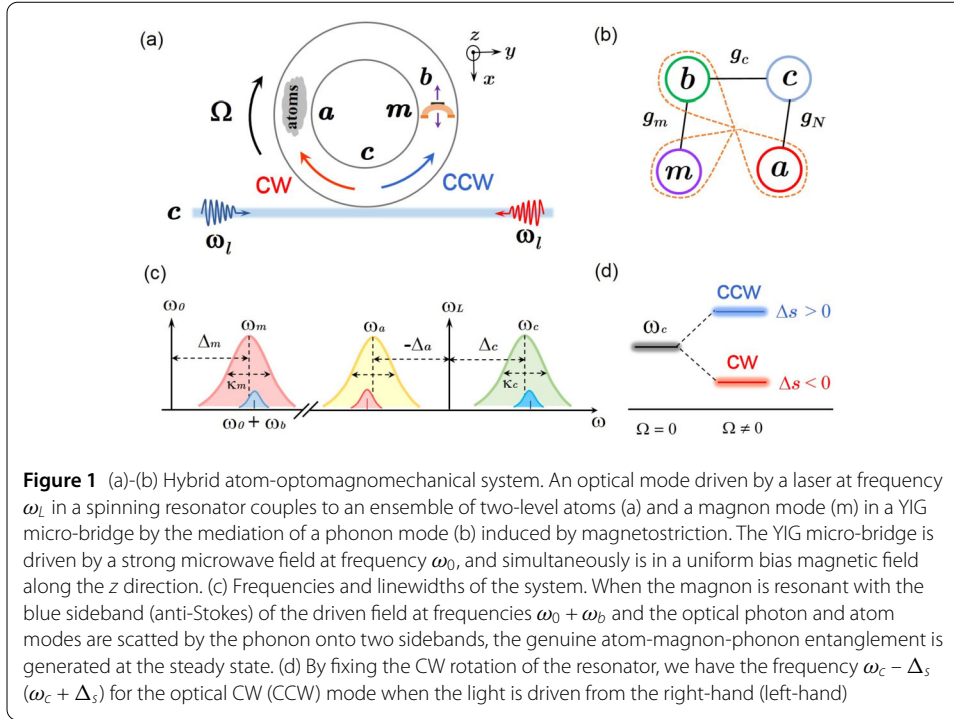 (a)
z
y
x
Ω
atoms
a
b
m
c
CW
CCW
c
ω_l
ω_l
(b)
b
g_c
c
g_m
g_N
m
a
(c)
ω_0
ω_m
ω_a
ω_L
ω_c
Δ_m
-Δ_a
Δ_c
κ_m
κ_c
ω_0 + ω_b
ω
(d)
CCW
Δs > 0
ω_c
CW
Δs < 0
Ω = 0
Ω ≠ 0
Figure 1 (a)-(b) Hybrid atom-optomagnomechanical system. An optical mode driven by a laser at frequency
ω_L in a spinning resonator couples to an ensemble of two-level atoms (a) and a magnon mode (m) in a YIG
micro-bridge by the mediation of a phonon mode (b) induced by magnetostriction. The YIG micro-bridge is
driven by a strong microwave field at frequency ω_0, and simultaneously is in a uniform bias magnetic field
along the z direction. (c) Frequencies and linewidths of the system. When the magnon is resonant with the
blue sideband (anti-Stokes) of the driven field at frequencies ω_0 + ω_b and the optical photon and atom
modes are scatted by the phonon onto two sidebands, the genuine atom-magnon-phonon entanglement is
generated at the steady state. (d) By fixing the CW rotation of the resonator, we have the frequency ω_c − Δ_s
(ω_c + Δ_s) for the optical CW (CCW) mode when the light is driven from the right-hand (left-hand)